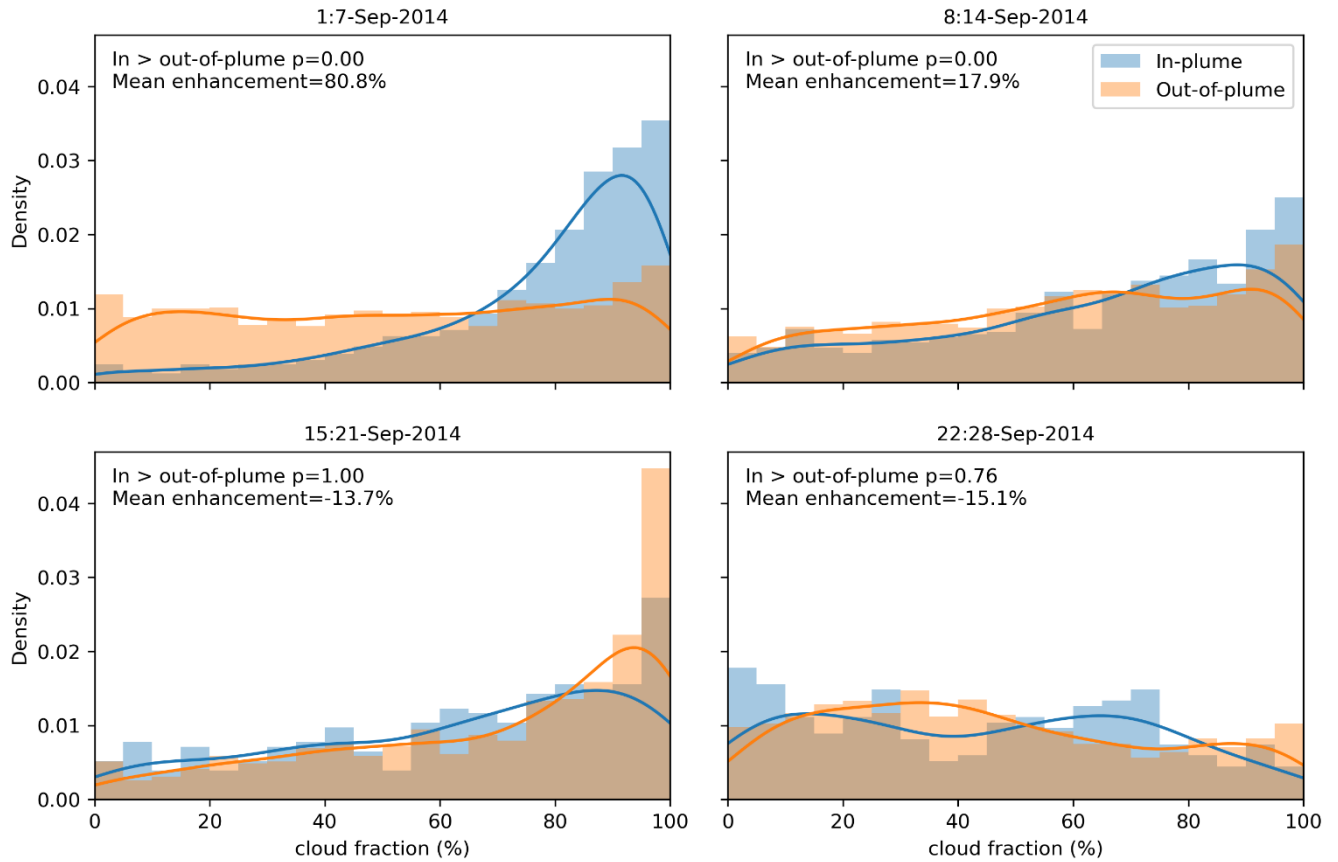 1:7-Sep-2014
In > out-of-plume p=0.00
Mean enhancement=80.8%
Density
0.04
0.03
0.02
0.01
0.00
8:14-Sep-2014
In > out-of-plume p=0.00
Mean enhancement=17.9%
In-plume
Out-of-plume
15:21-Sep-2014
In > out-of-plume p=1.00
Mean enhancement=-13.7%
Density
0.04
0.03
0.02
0.01
0.00
0 20 40 60 80 100
cloud fraction (%)
22:28-Sep-2014
In > out-of-plume p=0.76
Mean enhancement=-15.1%
0 20 40 60 80 100
cloud fraction (%)